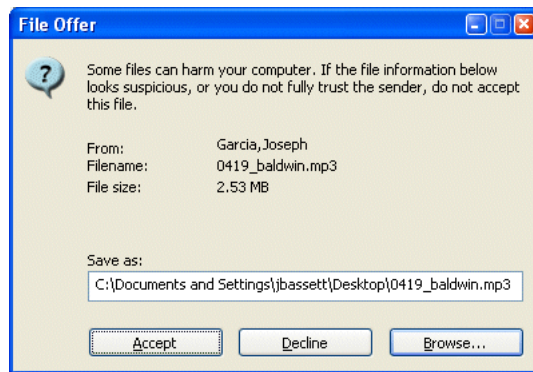 File Offer
Some files can harm your computer. If the file information below
looks suspicious, or you do not fully trust the sender, do not accept
this file.
From: Garcia,Joseph
Filename: 0419_baldwin.mp3
File size: 2.53 MB
Save as:
C:\Documents and Settings\jbassett\Desktop\0419_baldwin.mp3
Accept Decline Browse...